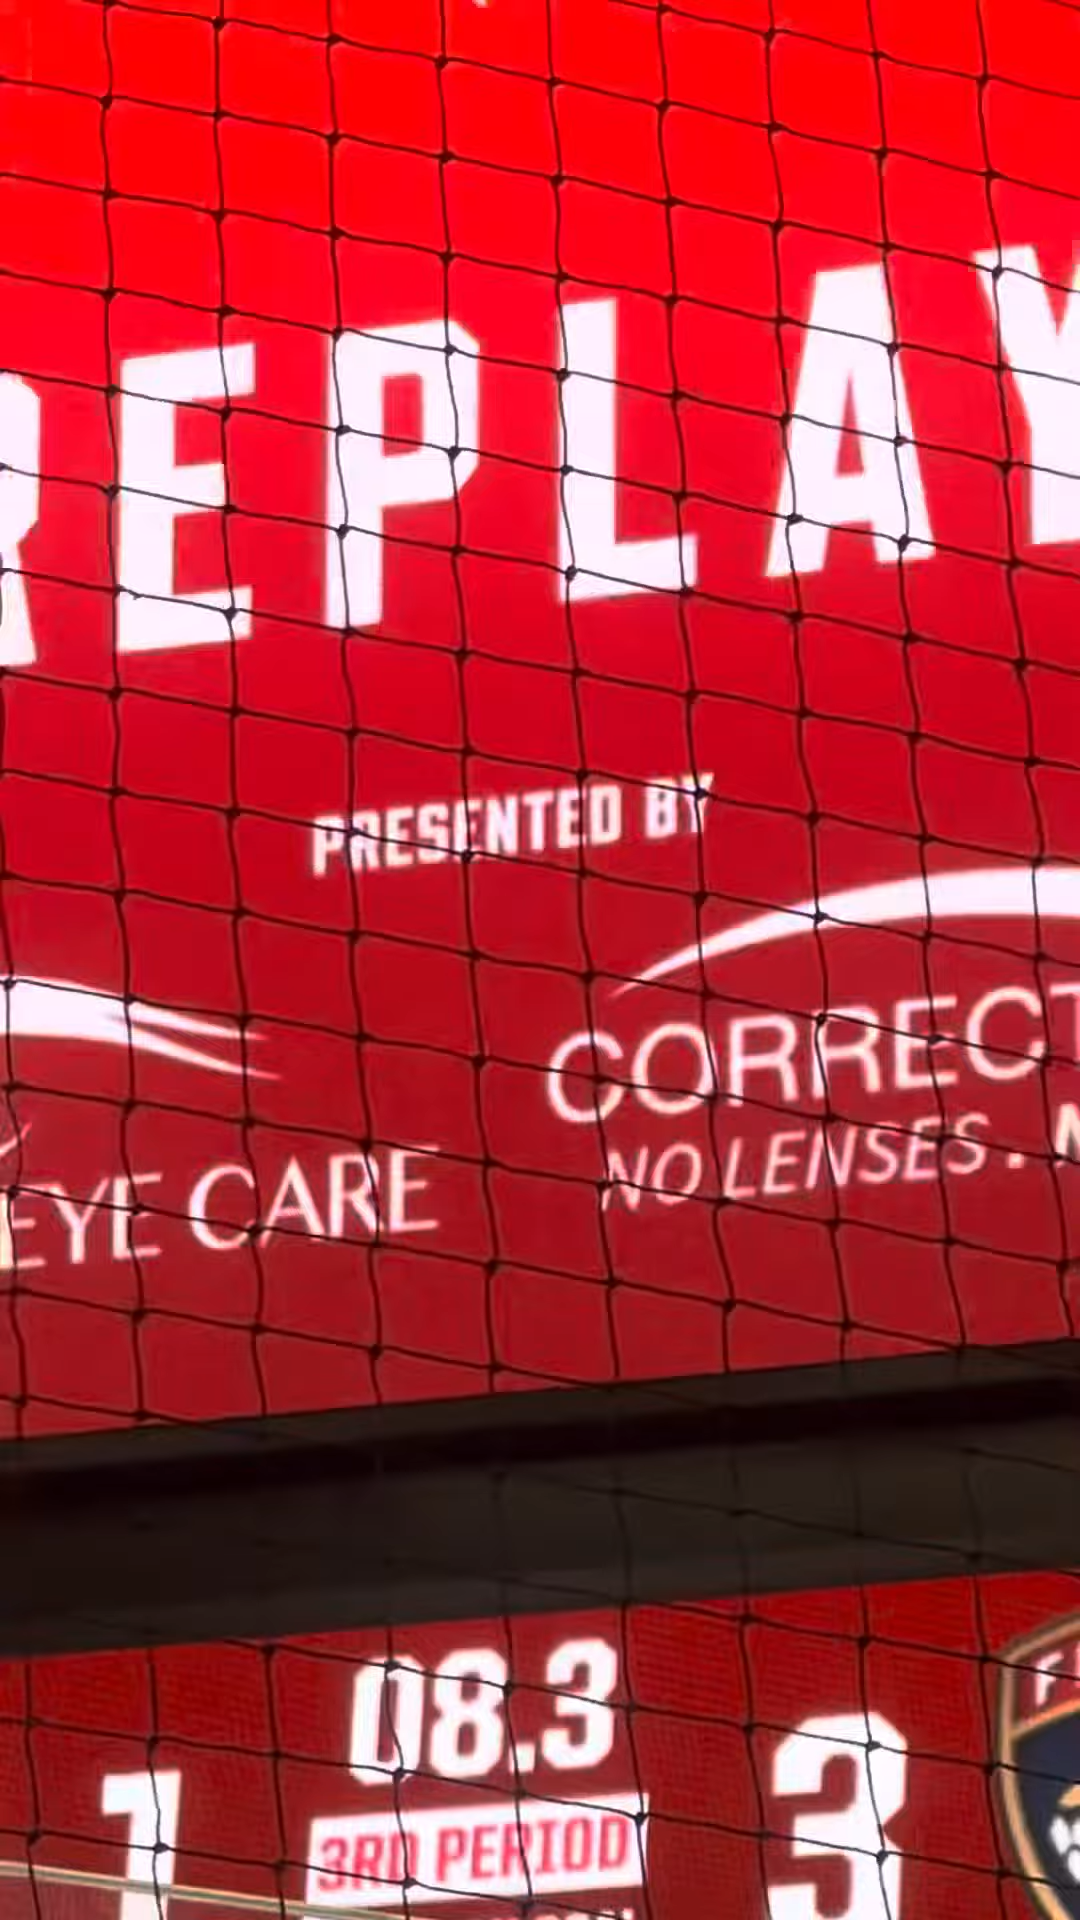 REPLAY
PRESENTED BY
EYE CARE
CORRECT
NO LENSES.
08.3
1
3
3RD PERIOD